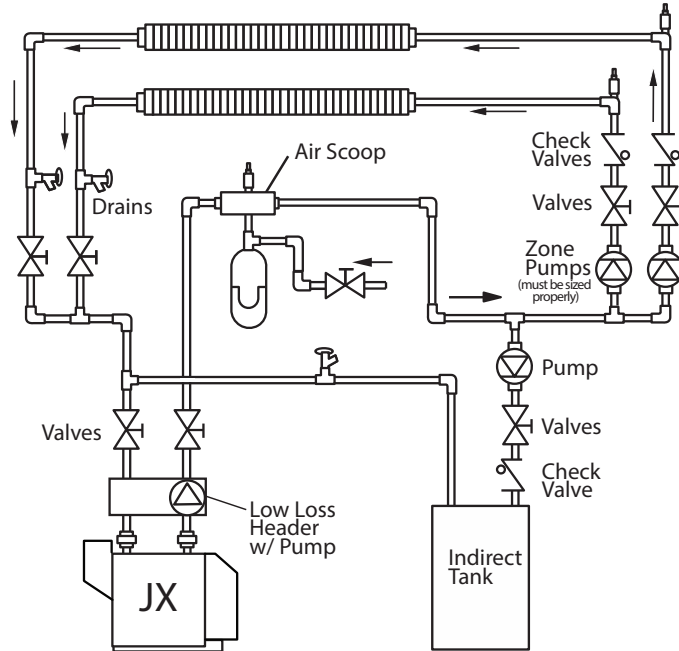 Check
Valves
Air Scoop
Drains
Valves
Zone
Pumps
(must be sized
properly)
Pump
Valves
Valves
Check
Valve
Low Loss
Header
w/ Pump
Indirect
Tank
JX